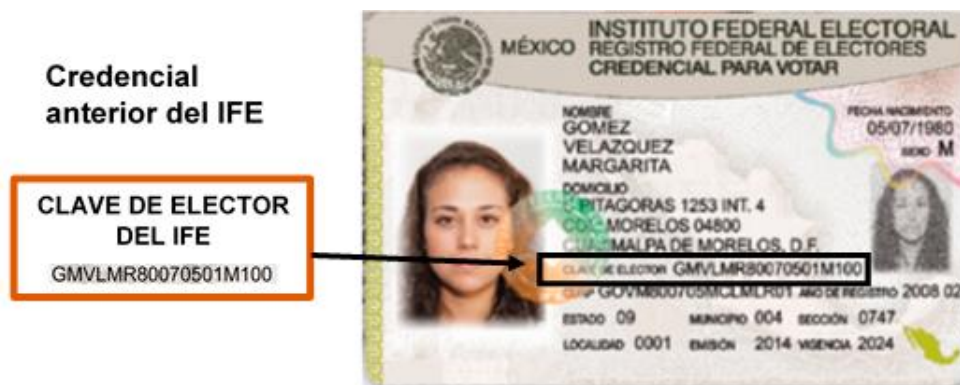 Credencial
anterior del IFE
CLAVE DE ELECTOR
DEL IFE
GMVLMR80070501M100
MÉXICO
INSTITUTO FEDERAL ELECTORAL
REGISTRO FEDERAL DE ELECTORES
CREDENCIAL PARA VOTAR
NOMBRE
GOMEZ
VELAZQUEZ
MARGARITA
FECHA NACIMIENTO
05/07/1980
SEXO M
DOMICILIO
PITAGORAS 1253 INT. 4
MORELOS 04800
DE MORELOS, D.F.
CLAVE DE ELECTOR GMVLMR80070501M100
AÑO DE REGISTRO 2008 02
ESTADO 09 MUNICIPIO 004 SECCIÓN 0747
LOCALIDAD 0001 EMISIÓN 2014 VIGENCIA 2024